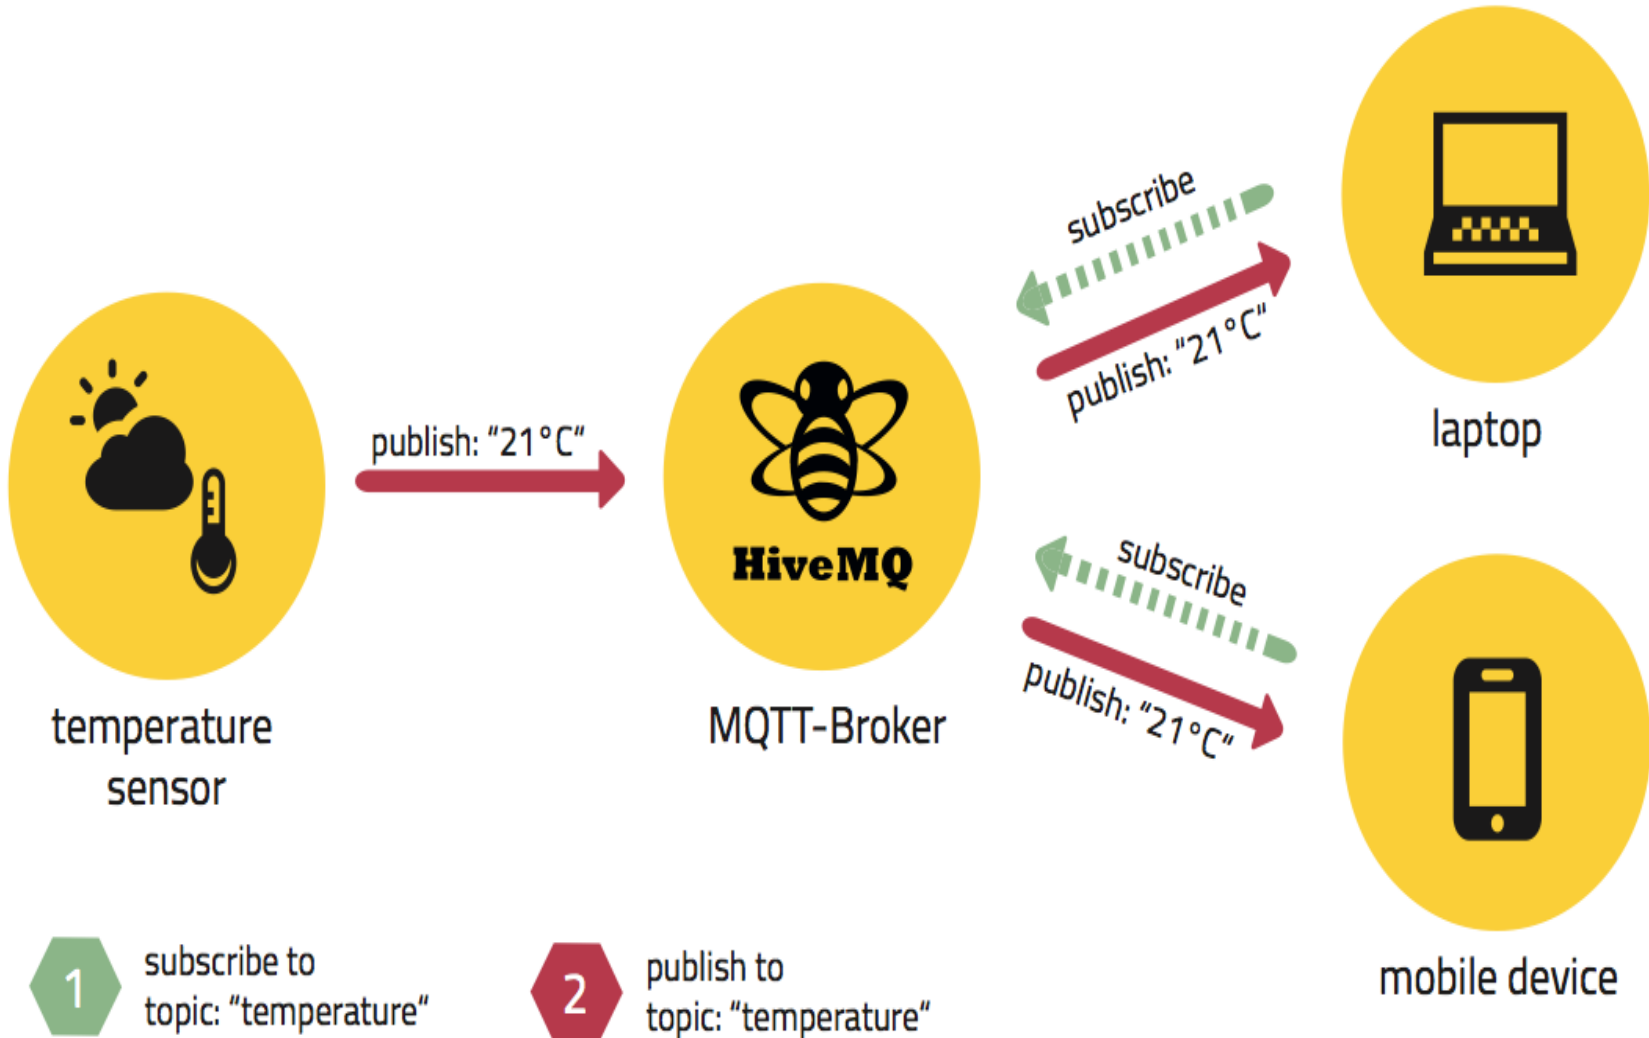 subscribe
publish: “21°C“
laptop
publish: “21°C“
HiveMQ
subscribe
publish: “21°C“
temperature
sensor
MQTT-Broker
mobile device
1
subscribe to
topic: “temperature“
2
publish to
topic: “temperature“